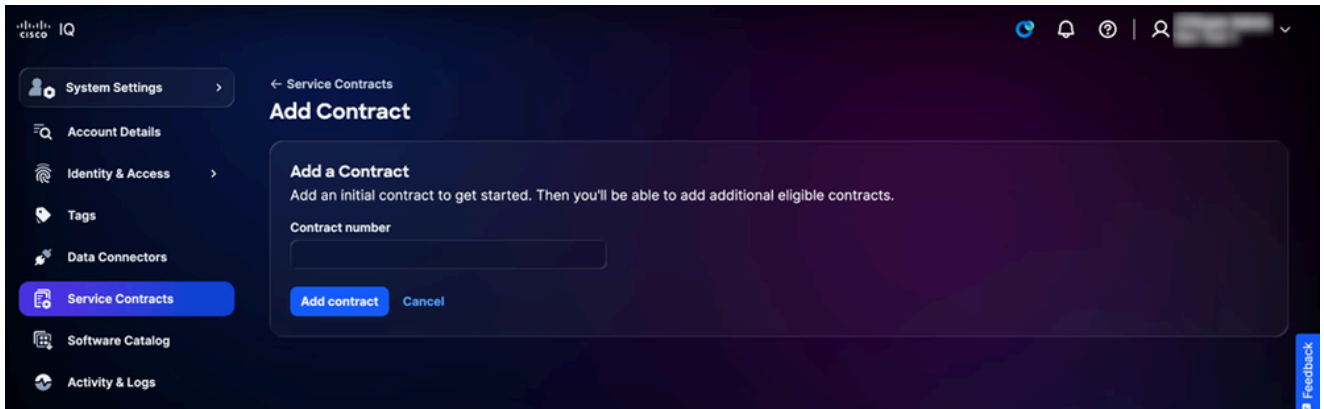 cisco IQ
System Settings
Account Details
Identity & Access
Tags
Data Connectors
Service Contracts
Software Catalog
Activity & Logs
← Service Contracts
Add Contract
Add a Contract
Add an initial contract to get started. Then you'll be able to add additional eligible contracts.
Contract number
Add contract Cancel
Feedback